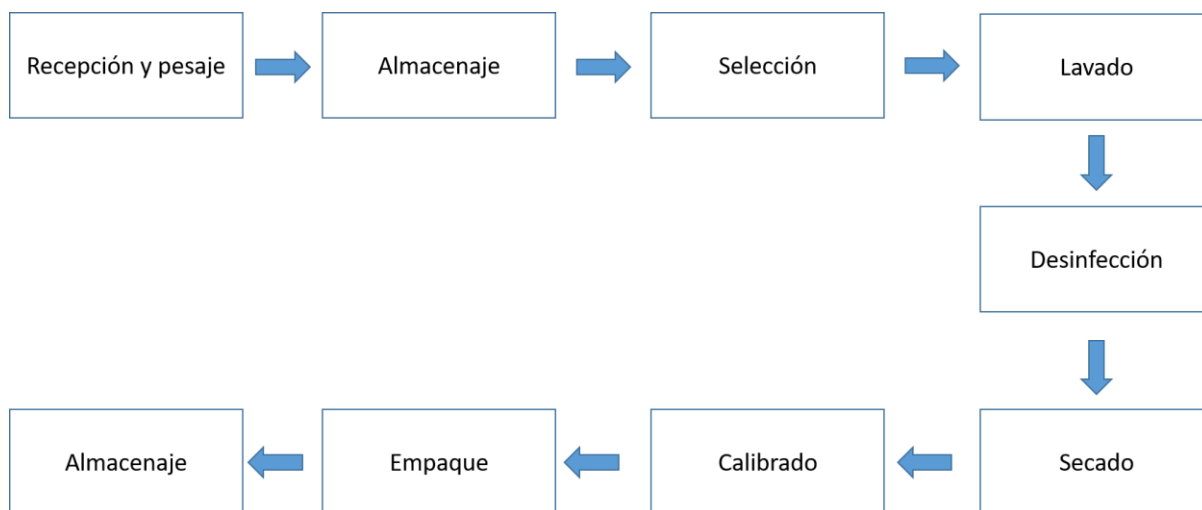 Recepción y pesaje
Almacenaje
Selección
Lavado
Desinfección
Secado
Calibrado
Empaque
Almacenaje